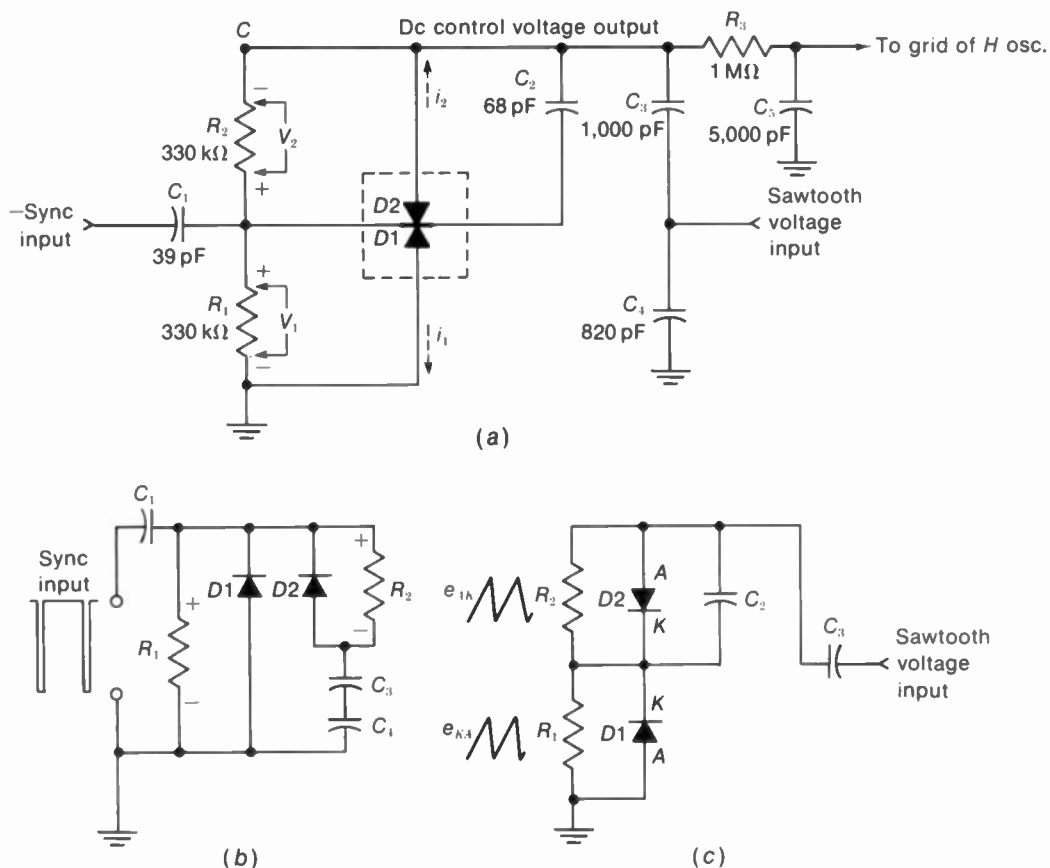 C
Dc control voltage output
R₃
1 MΩ
To grid of H osc.
−
R₂
330 kΩ
V₂
+
i₂
C₂
68 pF
C₃
1,000 pF
C₅
5,000 pF
−Sync
input
C₁
39 pF
D2
D1
Sawtooth
voltage
input
+
R₁
330 kΩ
V₁
−
i₁
C₄
820 pF
(a)
C₁
Sync
input
+
R₁
−
D1
D2
+
R₂
−
C₃
C₄
(b)
R₂
A
D2
K
C₂
C₃
Sawtooth
voltage
input
e_KA
R₁
K
D1
A
(c)